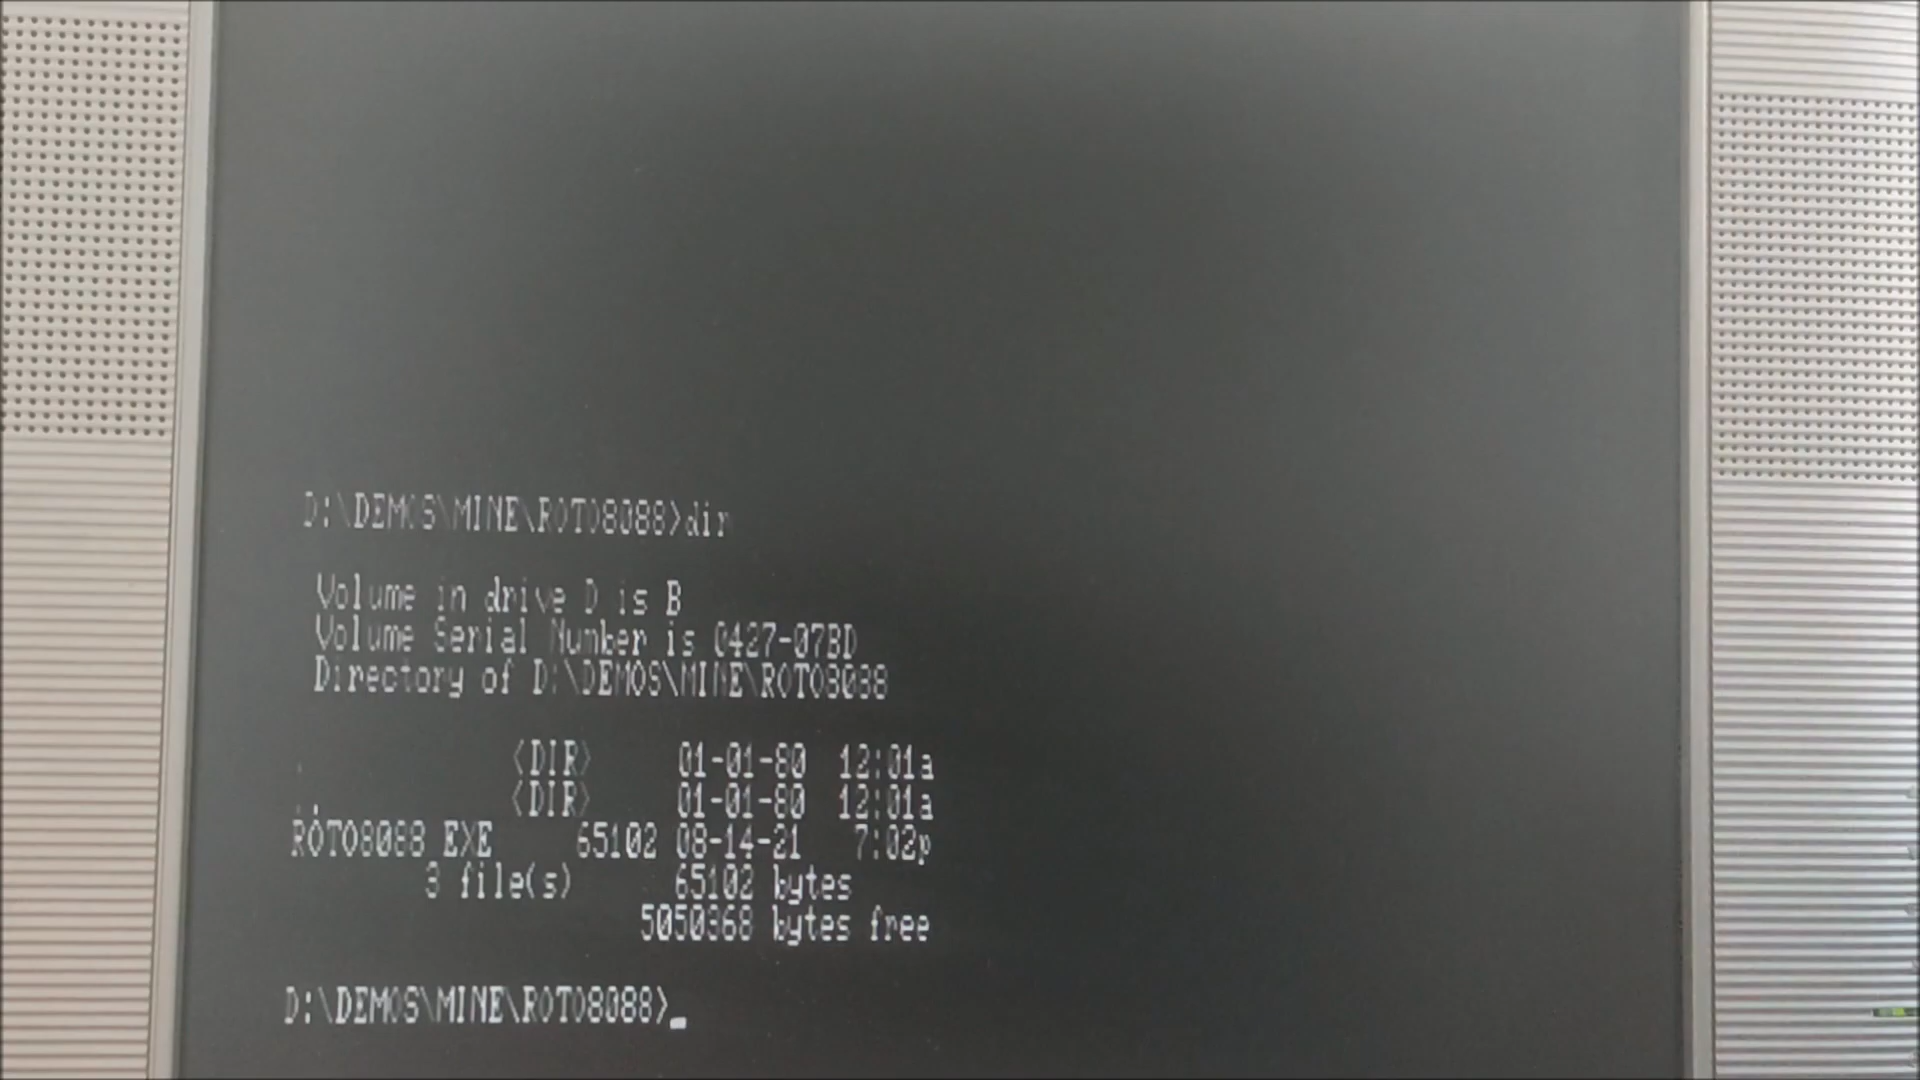 D:\DEMOS\MINE\ROTO8088>dir
Volume in drive D is B
Volume Serial Number is 0427-07BD
Directory of D:\DEMOS\MINE\ROTO8088
. <DIR> 01-01-80 12:01a
.. <DIR> 01-01-80 12:01a
ROTO8088 EXE 65102 08-14-21 7:02p
3 file(s) 65102 bytes
5050368 bytes free
D:\DEMOS\MINE\ROTO8088>_